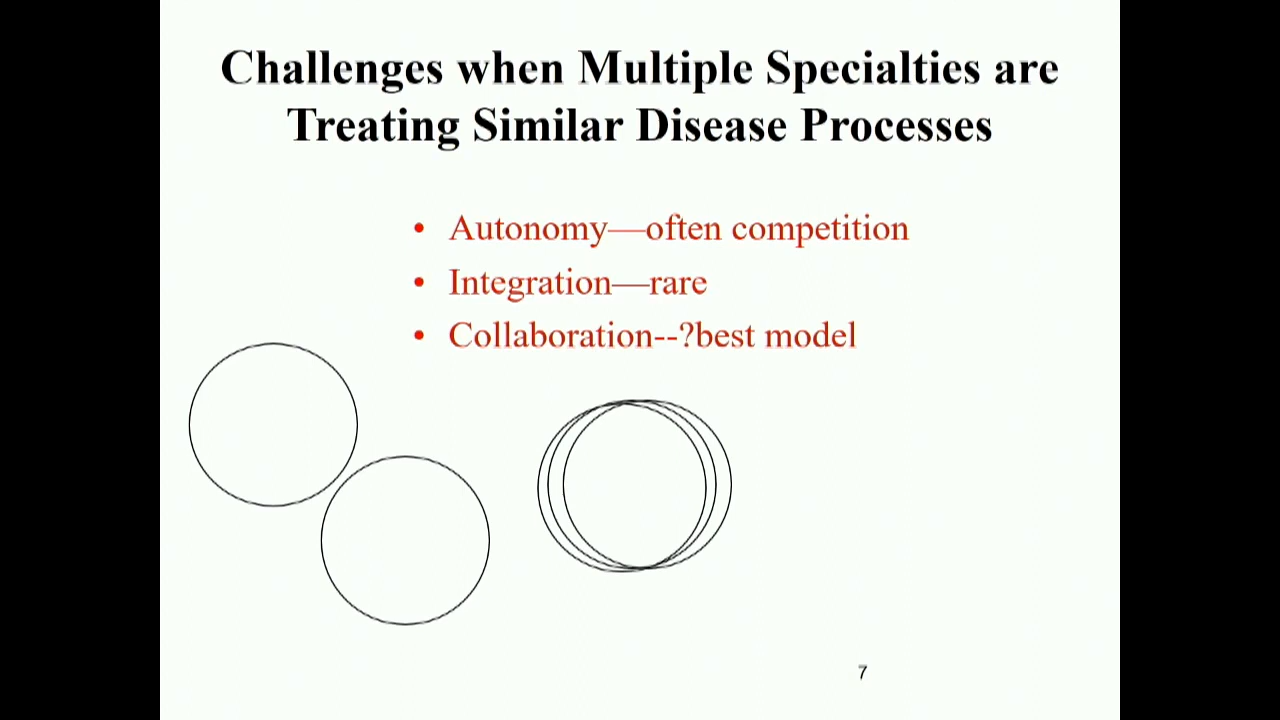 Challenges when Multiple Specialties are
Treating Similar Disease Processes
• Autonomy—often competition
• Integration—rare
• Collaboration--?best model
7